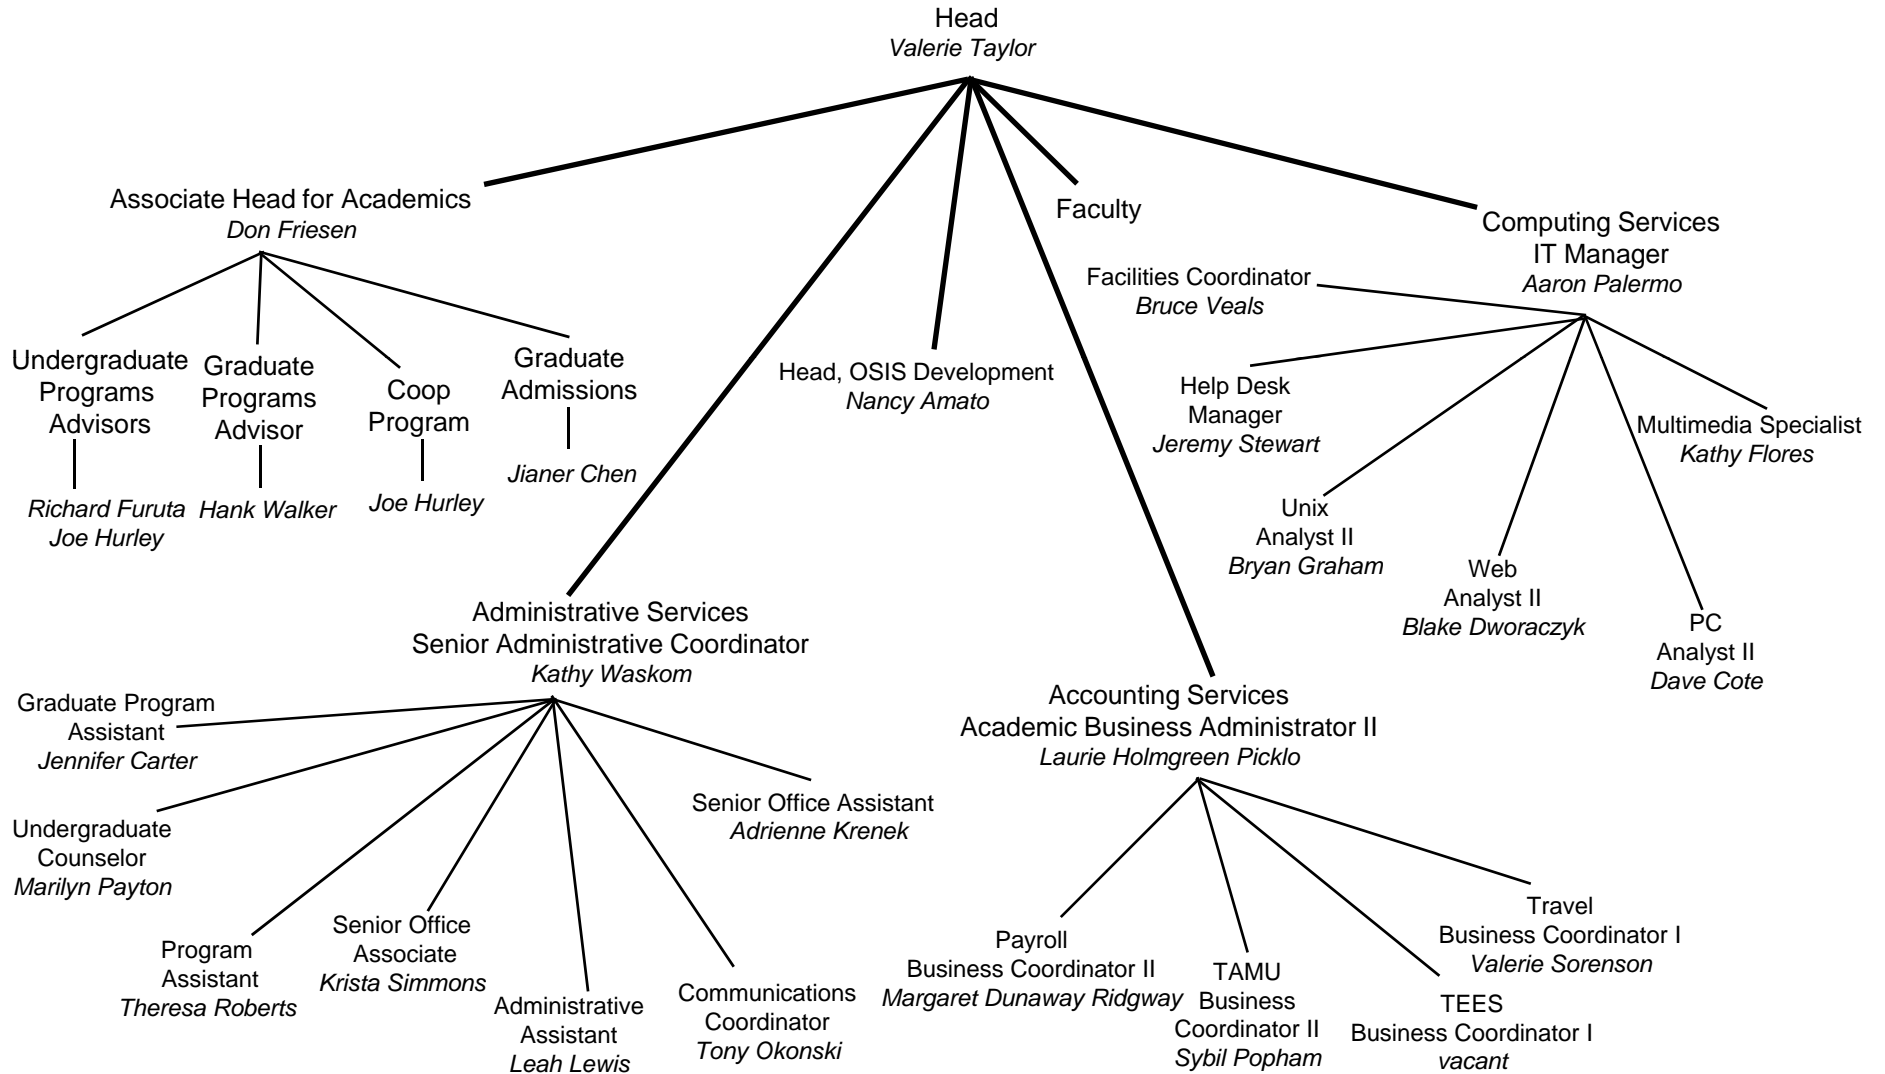 Head
Valerie Taylor
Associate Head for Academics
Don Friesen
Undergraduate
Programs
Advisors
Richard Furuta
Joe Hurley
Graduate
Programs
Advisor
Hank Walker
Coop
Program
Joe Hurley
Graduate
Admissions
Jianer Chen
Administrative Services
Senior Administrative Coordinator
Kathy Waskom
Graduate Program
Assistant
Jennifer Carter
Undergraduate
Counselor
Marilyn Payton
Program
Assistant
Theresa Roberts
Senior Office
Associate
Krista Simmons
Administrative
Assistant
Leah Lewis
Communications
Coordinator
Tony Okonski
Senior Office Assistant
Adrienne Krenek
Head, OSIS Development
Nancy Amato
Accounting Services
Academic Business Administrator II
Laurie Holmgreen Picklo
Payroll
Business Coordinator II
Margaret Dunaway Ridgway
TAMU
Business
Coordinator II
Sybil Popham
TEES
Business Coordinator I
vacant
Travel
Business Coordinator I
Valerie Sorenson
Faculty
Computing Services
IT Manager
Aaron Palermo
Facilities Coordinator
Bruce Veals
Help Desk
Manager
Jeremy Stewart
Unix
Analyst II
Bryan Graham
Web
Analyst II
Blake Dworaczyk
PC
Analyst II
Dave Cote
Multimedia Specialist
Kathy Flores